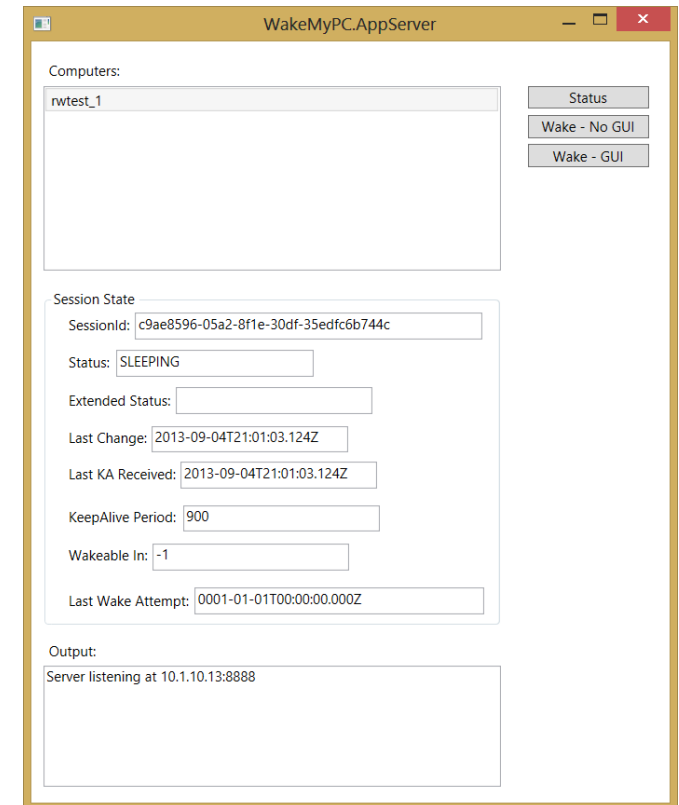 WakeMyPC.AppServer
Computers:
rwtest_1
Status
Wake - No GUI
Wake - GUI
Session State
SessionId: c9ae8596-05a2-8f1e-30df-35edfc6b744c
Status: SLEEPING
Extended Status:
Last Change: 2013-09-04T21:01:03.124Z
Last KA Received: 2013-09-04T21:01:03.124Z
KeepAlive Period: 900
Wakeable In: -1
Last Wake Attempt: 0001-01-01T00:00:00.000Z
Output:
Server listening at 10.1.10.13:8888